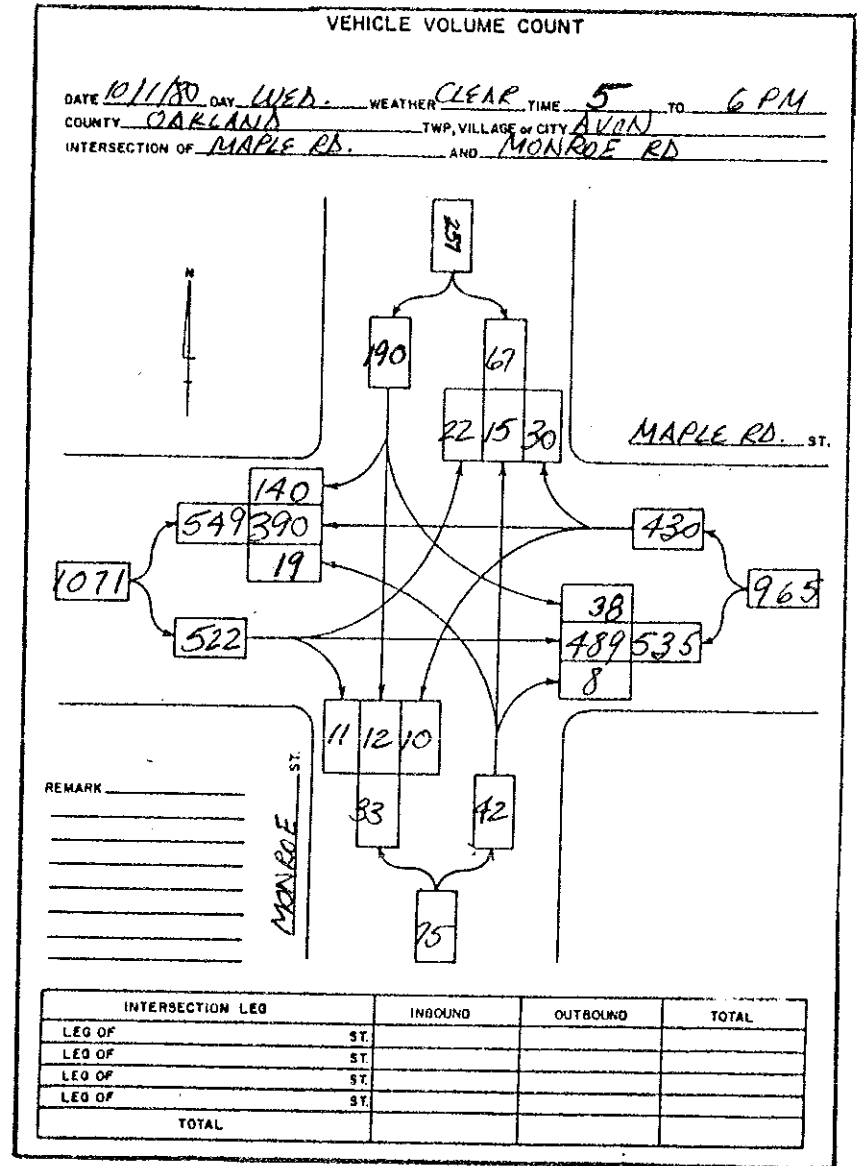 VEHICLE VOLUME COUNT
DATE 10/1/80 DAY WED. WEATHER CLEAR TIME 5 TO 6 PM
COUNTY OAKLAND TWP, VILLAGE or CITY AVON
INTERSECTION OF MAPLE RD. AND MONROE RD
257
N
190 67
22 15 30 MAPLE RD. ST.
140
549 390 430
19
1071 965
38
522 489 535
8
11 12 10
REMARK
33 42
MONROE ST.
75
INTERSECTION LEG INBOUND OUTBOUND TOTAL
LEG OF ST.
LEG OF ST.
LEG OF ST.
LEG OF ST.
TOTAL